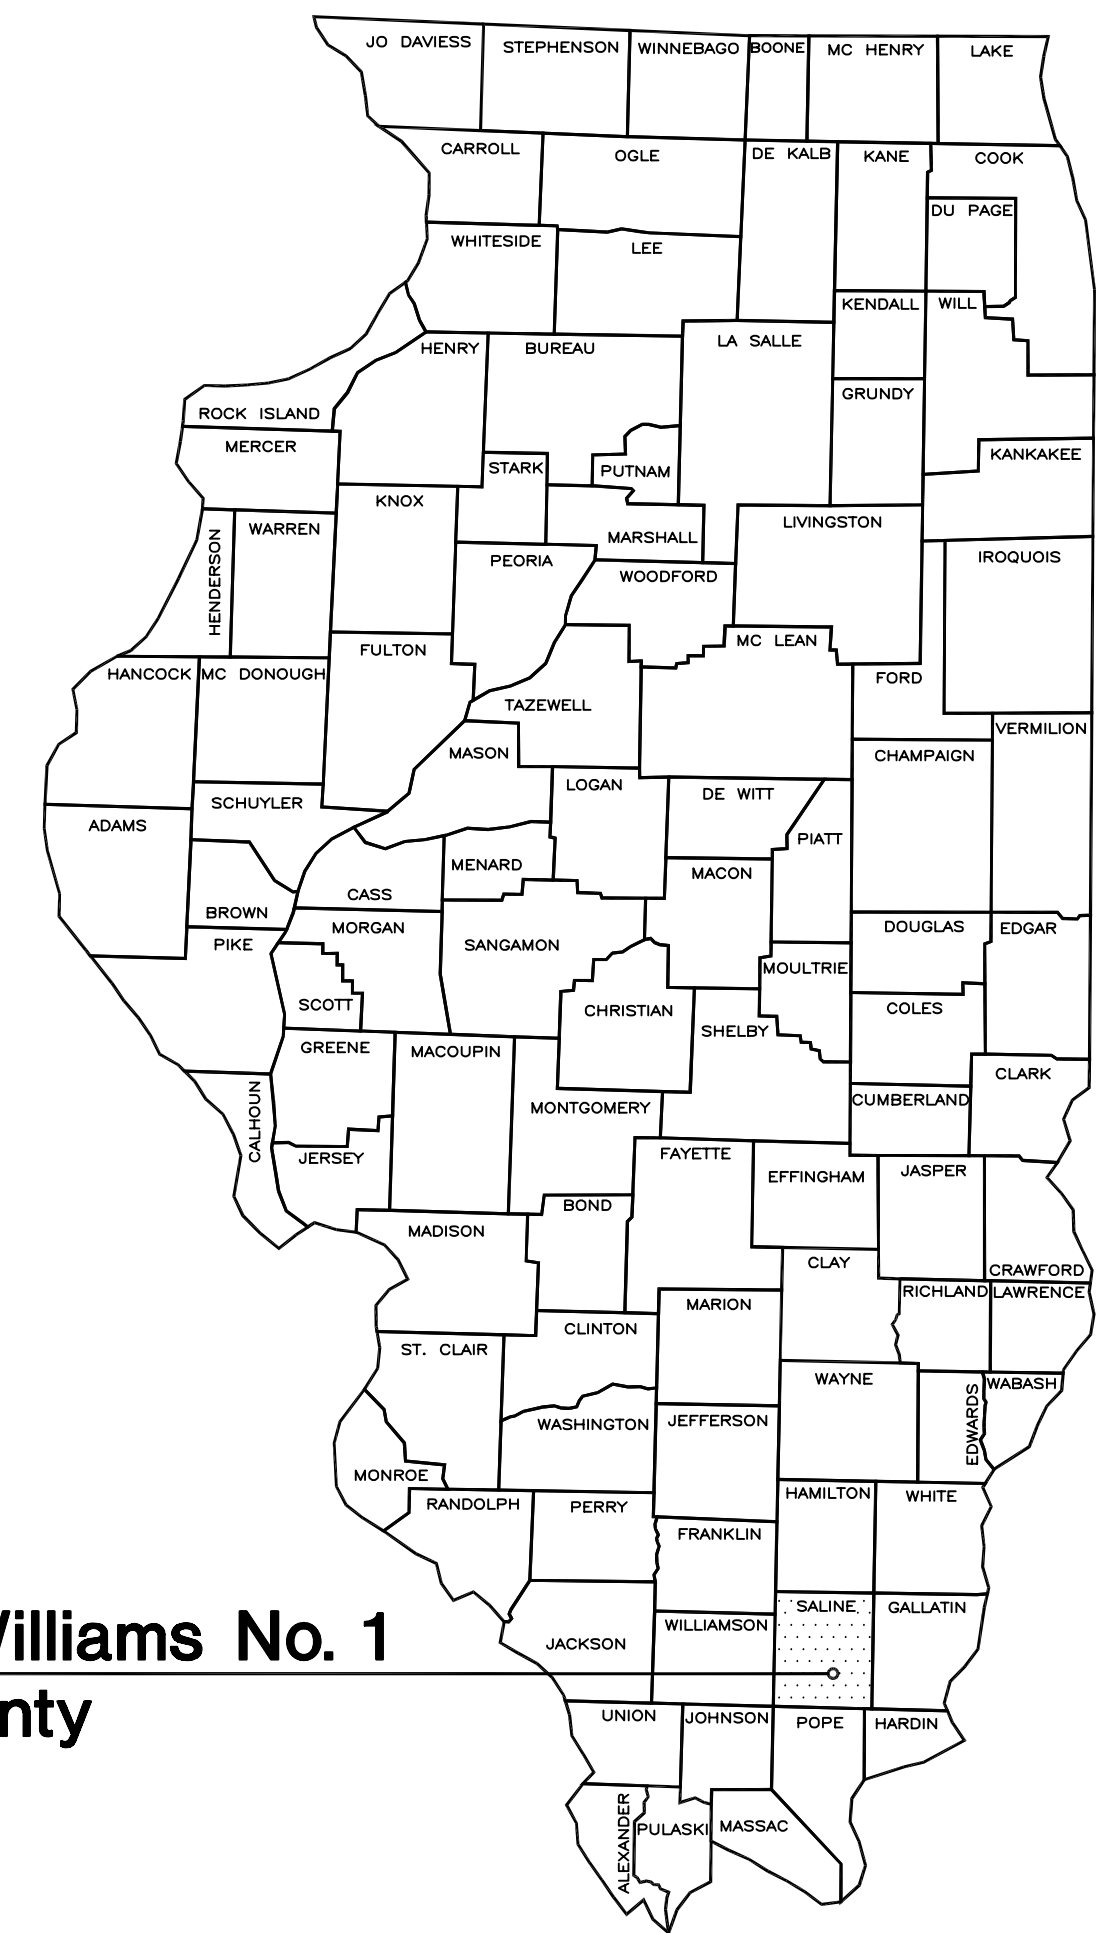 JO DAVIESS STEPHENSON WINNEBAGO BOONE MC HENRY LAKE
CARROLL OGLE DE KALB KANE COOK
DU PAGE
WHITESIDE LEE
KENDALL WILL
HENRY BUREAU LA SALLE
GRUNDY
ROCK ISLAND
MERCER KANKAKEE
STARK PUTNAM
KNOX
HENDERSON WARREN MARSHALL LIVINGSTON
PEORIA IROQUOIS
WOODFORD
FULTON MC LEAN
HANCOCK MC DONOUGH FORD
TAZEWELL
VERMILION
MASON CHAMPAIGN
LOGAN DE WITT
SCHUYLER
ADAMS PIATT
MENARD MACON
CASS
BROWN MORGAN DOUGLAS EDGAR
PIKE SANGAMON
MOULTRIE
SCOTT CHRISTIAN COLES
SHELBY
GREENE MACOUPIN
CLARK
CALHOUN MONTGOMERY CUMBERLAND
JERSEY FAYETTE
EFFINGHAM JASPER
BOND
MADISON
CLAY CRAWFORD
RICHLAND LAWRENCE
MARION
CLINTON
ST. CLAIR
WAYNE WABASH
EDWARDS
WASHINGTON JEFFERSON
MONROE
RANDOLPH PERRY HAMILTON WHITE
FRANKLIN
SALINE GALLATIN
Williams No. 1
WILLIAMSON
JACKSON
nty
UNION JOHNSON POPE HARDIN
ALEXANDER PULASKI MASSAC